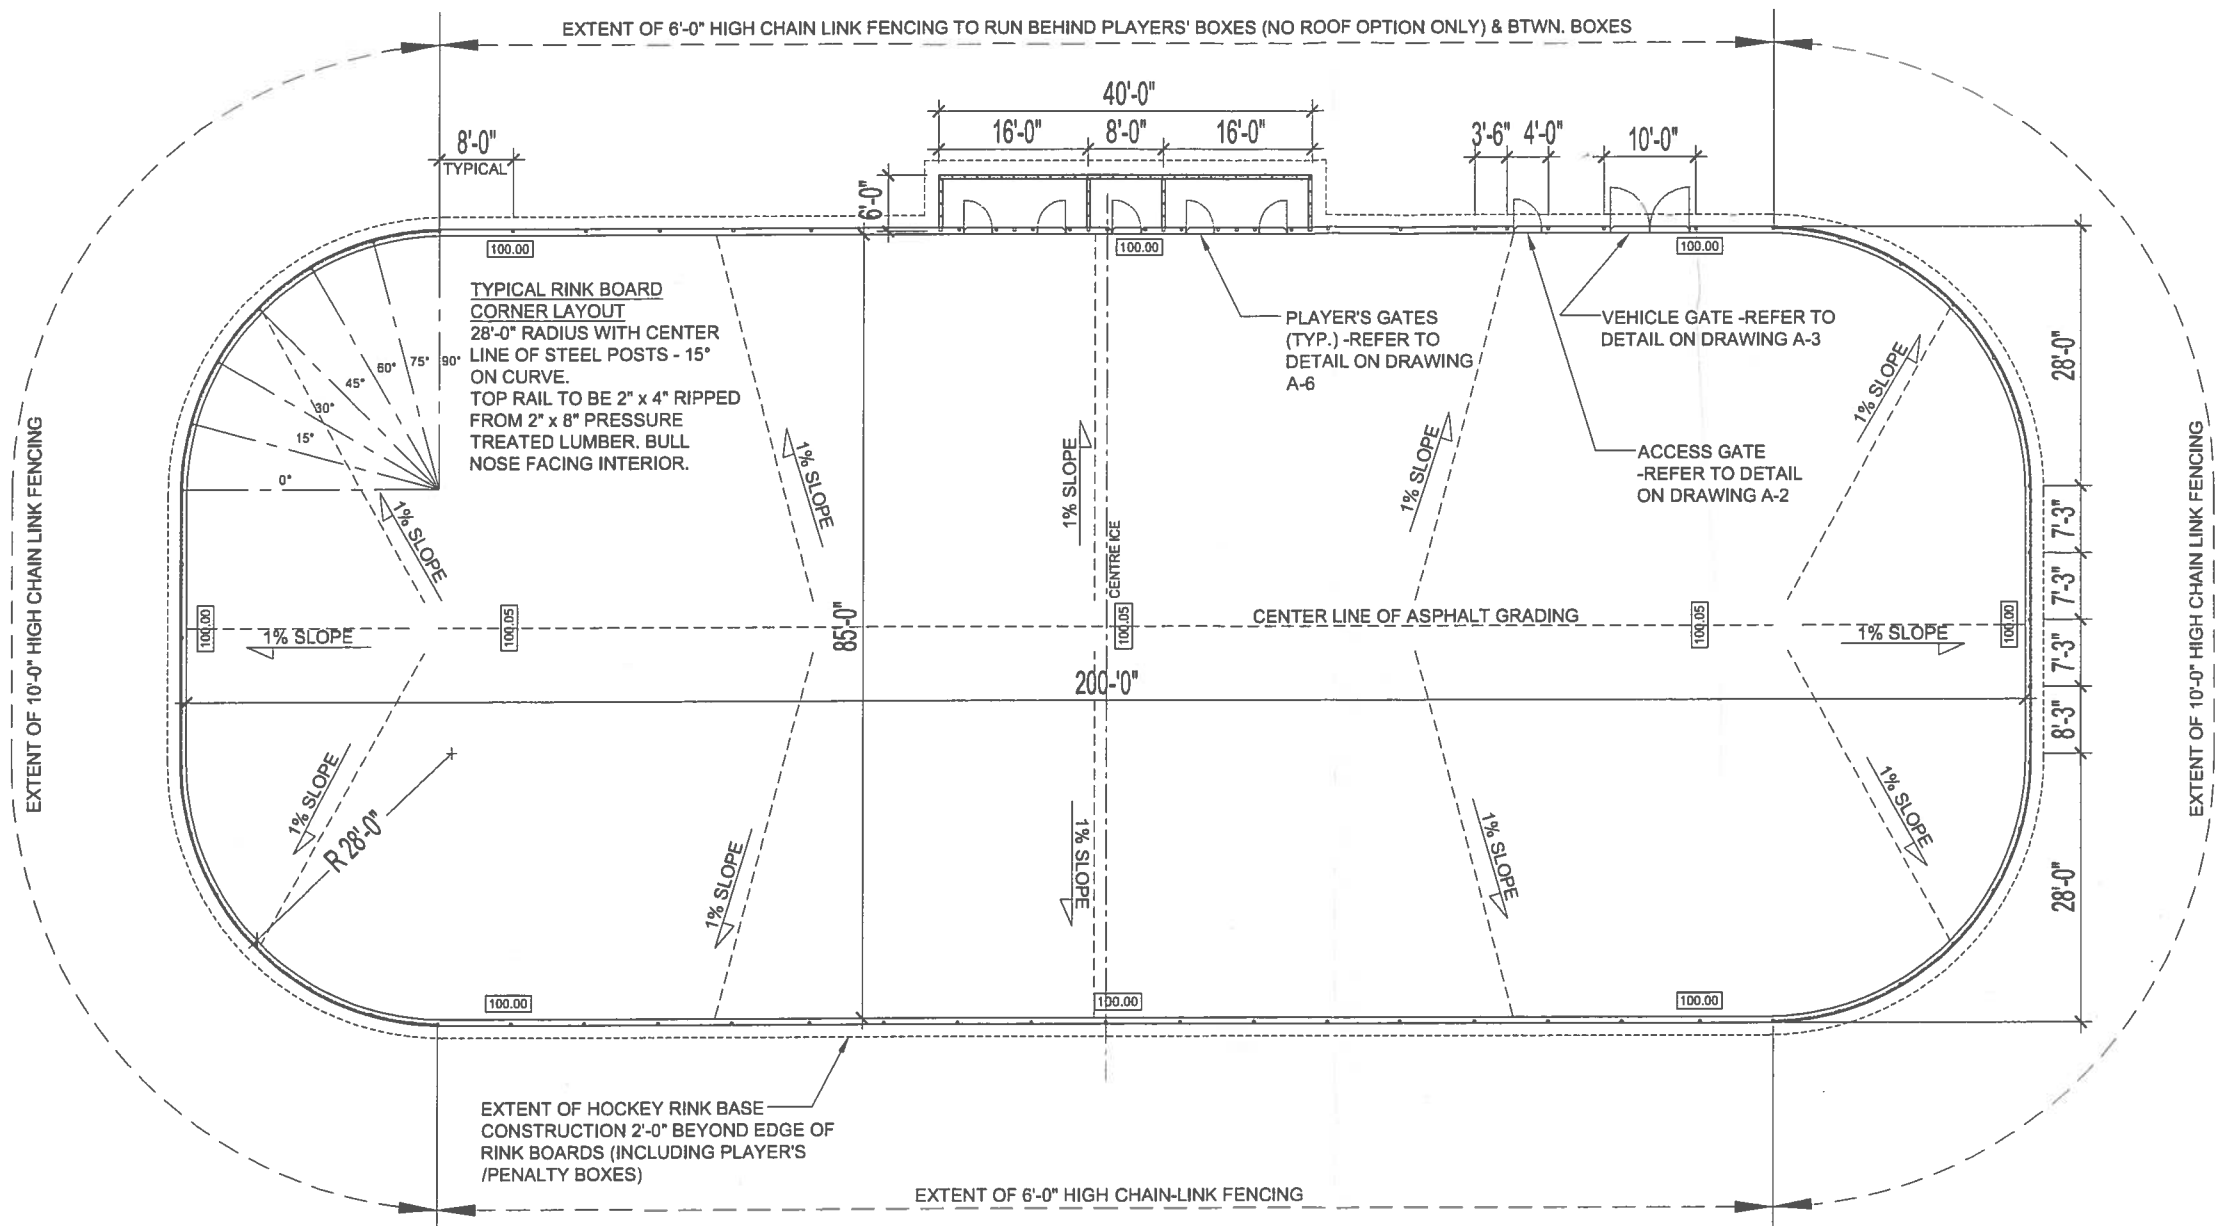 EXTENT OF 6'-0" HIGH CHAIN LINK FENCING TO RUN BEHIND PLAYERS' BOXES (NO ROOF OPTION ONLY) & BTWN. BOXES
40'-0"
16'-0" 8'-0" 16'-0"
3'-6" 4'-0" 10'-0"
8'-0"
TYPICAL
6'-0"
100.00
100.00
100.00
TYPICAL RINK BOARD
CORNER LAYOUT
28'-0" RADIUS WITH CENTER
LINE OF STEEL POSTS - 15°
ON CURVE.
TOP RAIL TO BE 2" x 4" RIPPED
FROM 2" x 8" PRESSURE
TREATED LUMBER. BULL
NOSE FACING INTERIOR.
90°
75°
60°
45°
30°
15°
0°
PLAYER'S GATES
(TYP.) -REFER TO
DETAIL ON DRAWING
A-6
VEHICLE GATE -REFER TO
DETAIL ON DRAWING A-3
ACCESS GATE
-REFER TO DETAIL
ON DRAWING A-2
1% SLOPE
1% SLOPE
1% SLOPE
1% SLOPE
1% SLOPE
CENTRE ICE
28'-0"
7'-3"
7'-3"
7'-3"
8'-3"
28'-0"
EXTENT OF 10'-0" HIGH CHAIN LINK FENCING
EXTENT OF 10'-0" HIGH CHAIN LINK FENCING
100.00
100.05
100.05
100.05
100.00
CENTER LINE OF ASPHALT GRADING
1% SLOPE
1% SLOPE
85'-0"
200-'0"
1% SLOPE
R 28'-0"
1% SLOPE
1% SLOPE
1% SLOPE
1% SLOPE
100.00
100.00
100.00
EXTENT OF HOCKEY RINK BASE
CONSTRUCTION 2'-0" BEYOND EDGE OF
RINK BOARDS (INCLUDING PLAYER'S
/PENALTY BOXES)
EXTENT OF 6'-0" HIGH CHAIN-LINK FENCING